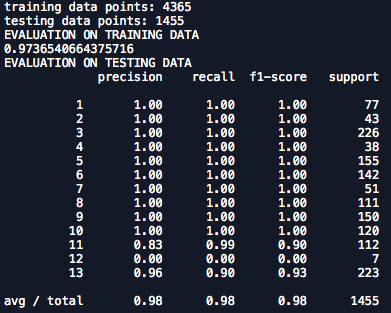 training data points: 4365
testing data points: 1455
EVALUATION ON TRAINING DATA
0.9736540664375716
EVALUATION ON TESTING DATA
precision recall f1-score support
1 1.00 1.00 1.00 77
2 1.00 1.00 1.00 43
3 1.00 1.00 1.00 226
4 1.00 1.00 1.00 38
5 1.00 1.00 1.00 155
6 1.00 1.00 1.00 142
7 1.00 1.00 1.00 51
8 1.00 1.00 1.00 111
9 1.00 1.00 1.00 150
10 1.00 1.00 1.00 120
11 0.83 0.99 0.90 112
12 0.00 0.00 0.00 7
13 0.96 0.90 0.93 223
avg / total 0.98 0.98 0.98 1455